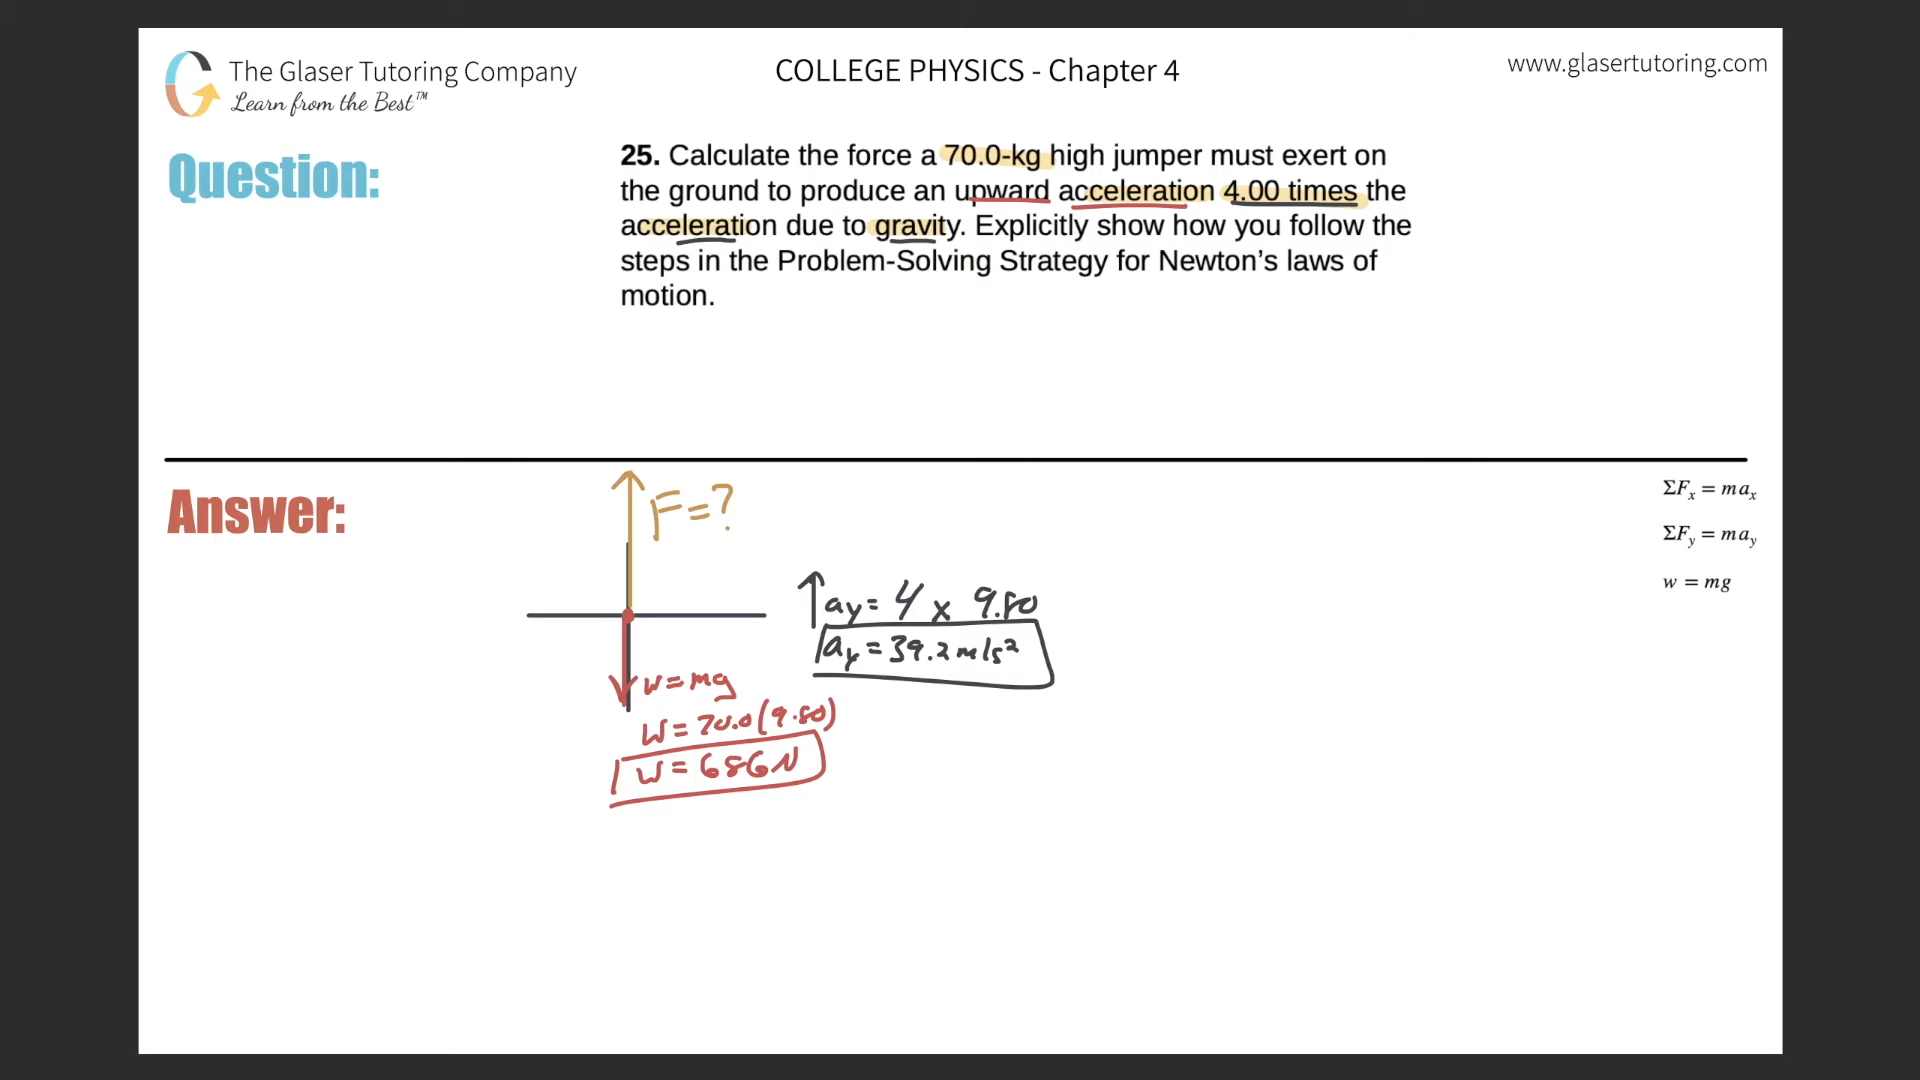 The Glaser Tutoring Company
Learn from the Best™
COLLEGE PHYSICS - Chapter 4
www.glasertutoring.com
Question:
25. Calculate the force a 70.0-kg high jumper must exert on
the ground to produce an upward acceleration 4.00 times the
acceleration due to gravity. Explicitly show how you follow the
steps in the Problem-Solving Strategy for Newton’s laws of
motion.
Answer:
F=?
ay= 4 x 9.80
ay = 39.2 m/s²
w=mg
W = 70.0(9.80)
W = 686N
ΣFx = max
ΣFy = may
w = mg